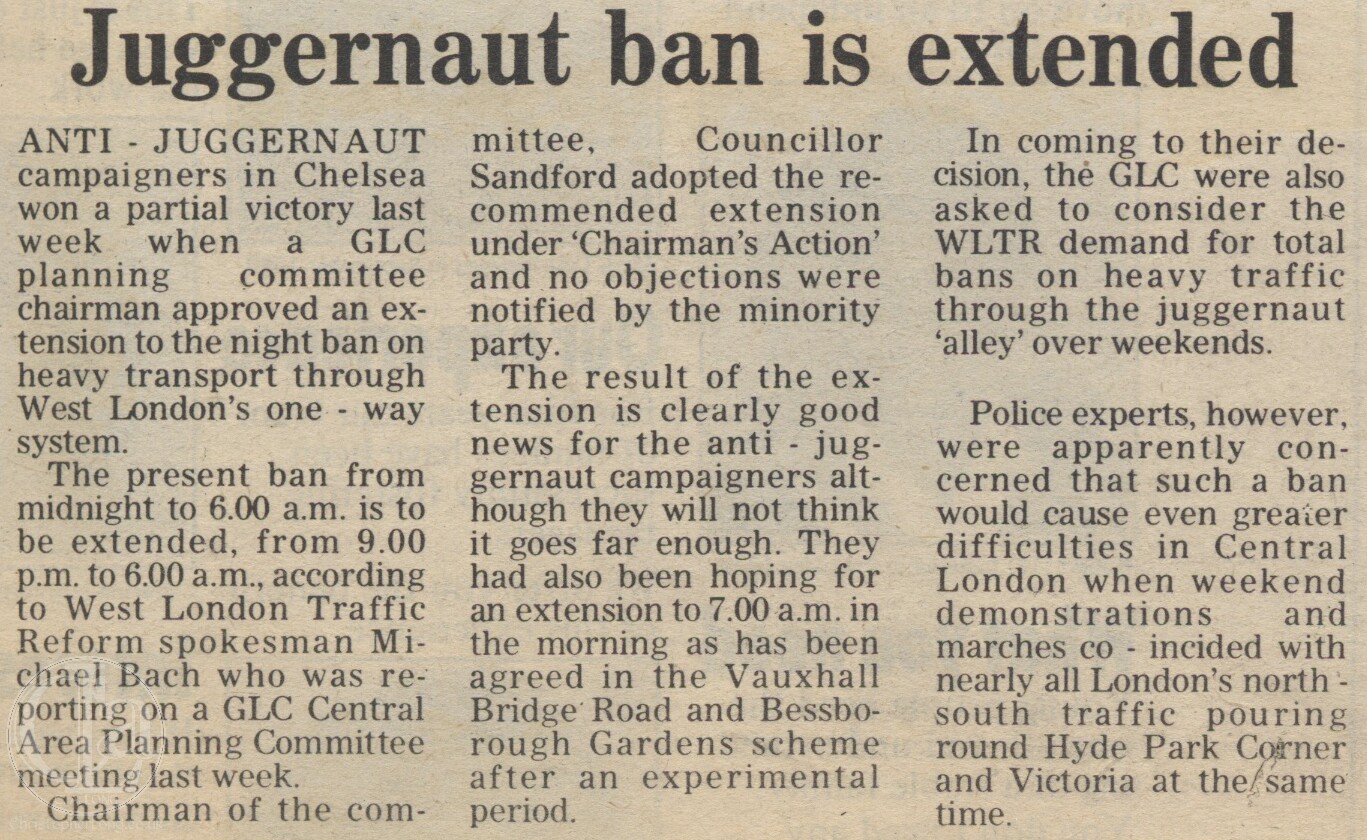 Juggernaut ban is extended
ANTI - JUGGERNAUT
campaigners in Chelsea
won a partial victory last
week when a GLC
planning committee
chairman approved an ex-
tension to the night ban on
heavy transport through
West London's one - way
system.
The present ban from
midnight to 6.00 a.m. is to
be extended, from 9.00
p.m. to 6.00 a.m., according
to West London Traffic
Reform spokesman Mi-
chael Bach who was re-
porting on a GLC Central
Area Planning Committee
meeting last week.
Chairman of the com-
mittee, Councillor
Sandford adopted the re-
commended extension
under 'Chairman's Action'
and no objections were
notified by the minority
party.
The result of the ex-
tension is clearly good
news for the anti - jug-
gernaut campaigners alt-
hough they will not think
it goes far enough. They
had also been hoping for
an extension to 7.00 a.m. in
the morning as has been
agreed in the Vauxhall
Bridge Road and Bessbo-
rough Gardens scheme
after an experimental
period.
In coming to their de-
cision, the GLC were also
asked to consider the
WLTR demand for total
bans on heavy traffic
through the juggernaut
'alley' over weekends.
Police experts, however,
were apparently con-
cerned that such a ban
would cause even greater
difficulties in Central
London when weekend
demonstrations and
marches co - incided with
nearly all London's north -
south traffic pouring
round Hyde Park Corner
and Victoria at the same
time.